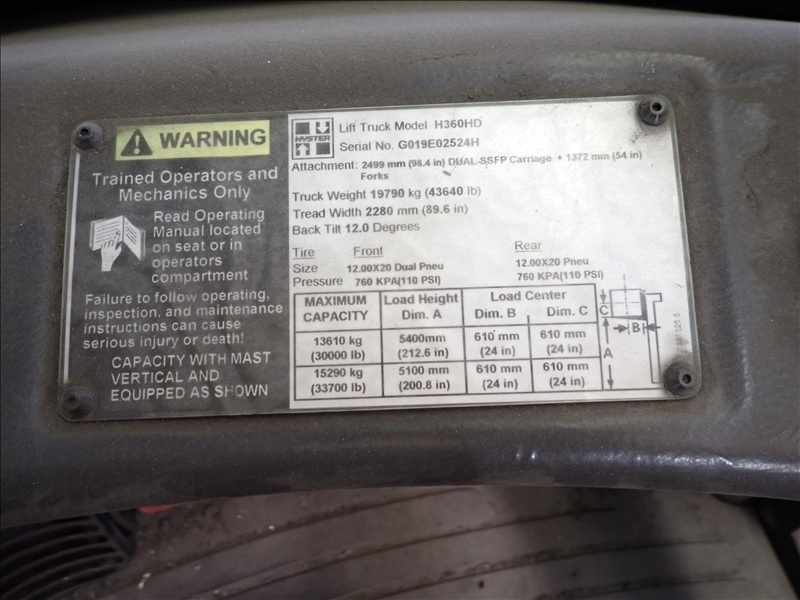 WARNING
Trained Operators and
Mechanics Only
Read Operating
Manual located
on seat or in
operators
compartment
Failure to follow operating,
inspection, and maintenance
instructions can cause
serious injury or death!
CAPACITY WITH MAST
VERTICAL AND
EQUIPPED AS SHOWN
HYSTER
Lift Truck Model H360HD
Serial No. G019E02524H
Attachment: 2499 mm (98.4 in) DUAL-SSFP Carriage + 1372 mm (54 in)
Forks
Truck Weight 19790 kg (43640 lb)
Tread Width 2280 mm (89.6 in)
Back Tilt 12.0 Degrees
Tire Front Rear
Size 12.00X20 Dual Pneu 12.00X20 Pneu
Pressure 760 KPA(110 PSI) 760 KPA(110 PSI)
MAXIMUM CAPACITY Load Height Dim. A Load Center Dim. B Dim. C
13610 kg 5400mm 610 mm 610 mm
(30000 lb) (212.6 in) (24 in) (24 in)
15290 kg 5100 mm 610 mm 610 mm
(33700 lb) (200.8 in) (24 in) (24 in)
C
B
A